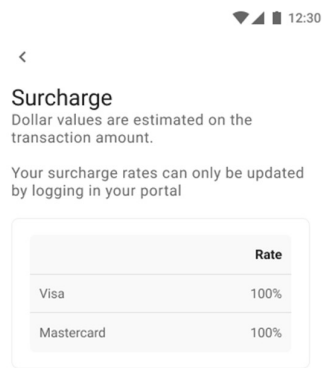 12:30
Surcharge
Dollar values are estimated on the
transaction amount.
Your surcharge rates can only be updated
by logging in your portal
Rate
Visa 100%
Mastercard 100%